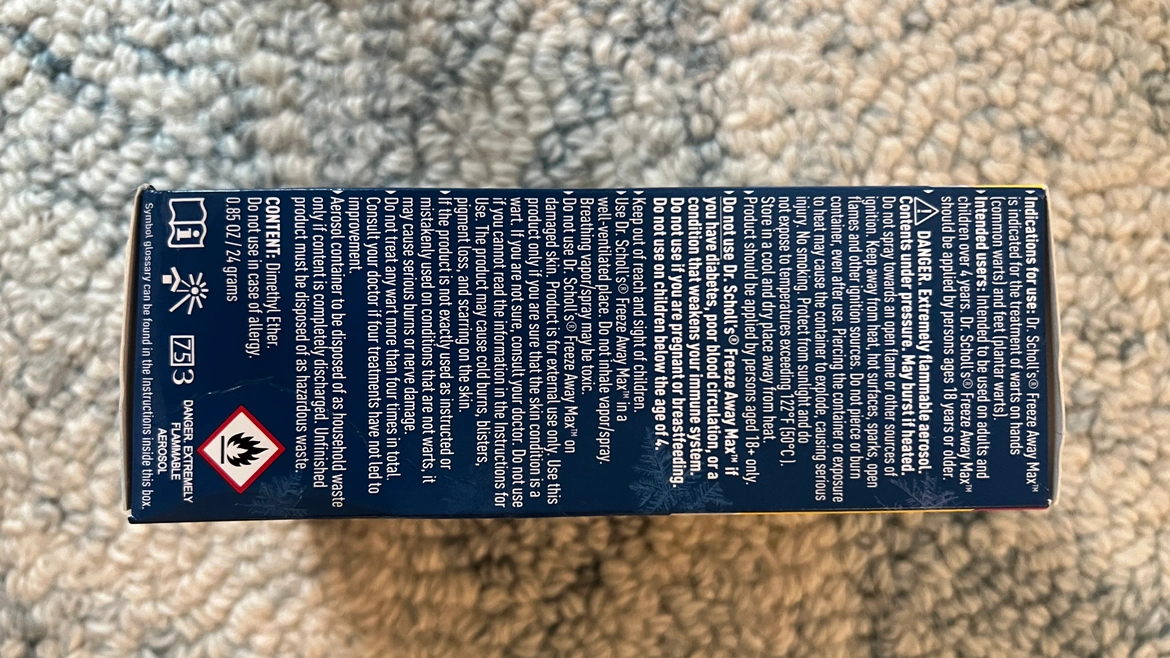 ›Indications for use: Dr. Scholl's® Freeze Away Max™
is indicated for the treatment of warts on hands
(common warts) and feet (plantar warts).
›Intended users: Intended to be used on adults and
children over 4 years. Dr. Scholl's® Freeze Away Max™
should be applied by persons ages 18 years or older.
›⚠ DANGER. Extremely flammable aerosol.
Contents under pressure. May burst if heated.
Do not spray towards an open flame or other sources of
ignition. Keep away from heat, hot surfaces, sparks, open
flames and other ignition sources. Do not pierce or burn
container, even after use. Piercing the container or exposure
to heat may cause the container to explode, causing serious
injury. No smoking. Protect from sunlight and do
not expose to temperatures exceeding 122°F (50°C).
Store in a cool and dry place away from heat.
›Product should be applied by persons aged 18+ only.
›Do not use Dr. Scholl's® Freeze Away Max™ if
you have diabetes, poor blood circulation, or a
condition that weakens your immune system.
Do not use if you are pregnant or breastfeeding.
Do not use on children below the age of 4.
›Keep out of reach and sight of children.
›Use Dr. Scholl's® Freeze Away Max™ in a
well-ventilated place. Do not inhale vapor/spray.
Breathing vapor/spray may be toxic.
›Do not use Dr. Scholl's® Freeze Away Max™ on
damaged skin. Product is for external use only. Use this
product only if you are sure that the skin condition is a
wart. If you are not sure, consult your doctor. Do not use
if you cannot read the information in the Instructions for
Use. The product may cause cold burns, blisters,
pigment loss, and scarring on the skin.
›If the product is not exactly used as instructed or
mistakenly used on conditions that are not warts, it
may cause serious burns or nerve damage.
›Do not treat any wart more than four times in total.
Consult your doctor if four treatments have not led to
improvement.
›Aerosol container to be disposed of as household waste
only if content is completely discharged. Unfinished
product must be disposed of as hazardous waste.
CONTENT: Dimethyl Ether.
Do not use in case of allergy.
0.85 OZ / 24 grams
753
DANGER. EXTREMELY
FLAMMABLE
AEROSOL
Symbol glossary can be found in the Instructions inside this box.